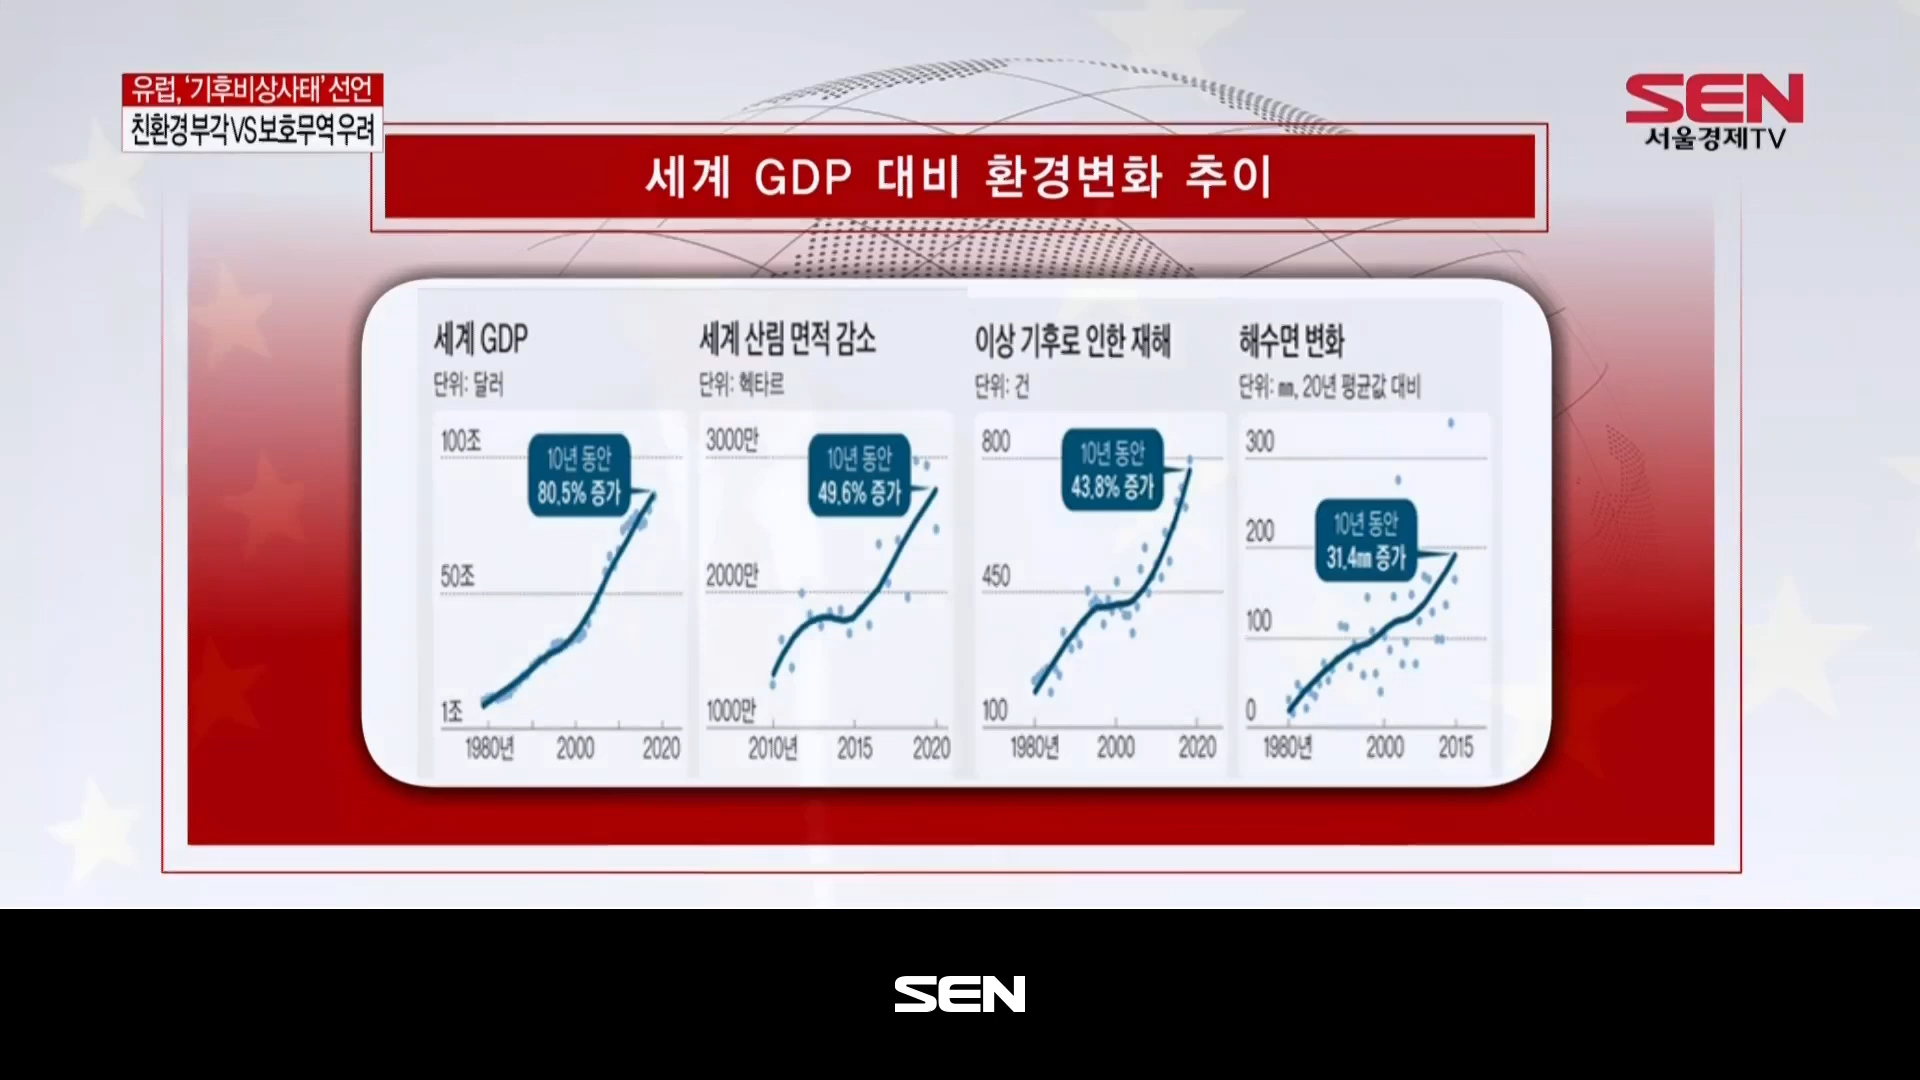 유럽, '기후비상사태' 선언
친환경 부각 VS 보호무역 우려
SEN
서울경제TV
세계 GDP 대비 환경변화 추이
세계 GDP
단위: 달러
100조
50조
1조
10년 동안
80.5% 증가
1980년 2000 2020
세계 산림 면적 감소
단위: 헥타르
3000만
2000만
1000만
10년 동안
49.6% 증가
2010년 2015 2020
이상 기후로 인한 재해
단위: 건
800
450
100
10년 동안
43.8% 증가
1980년 2000 2020
해수면 변화
단위: ㎜, 20년 평균값 대비
300
200
100
0
10년 동안
31.4㎜ 증가
1980년 2000 2015
SEN